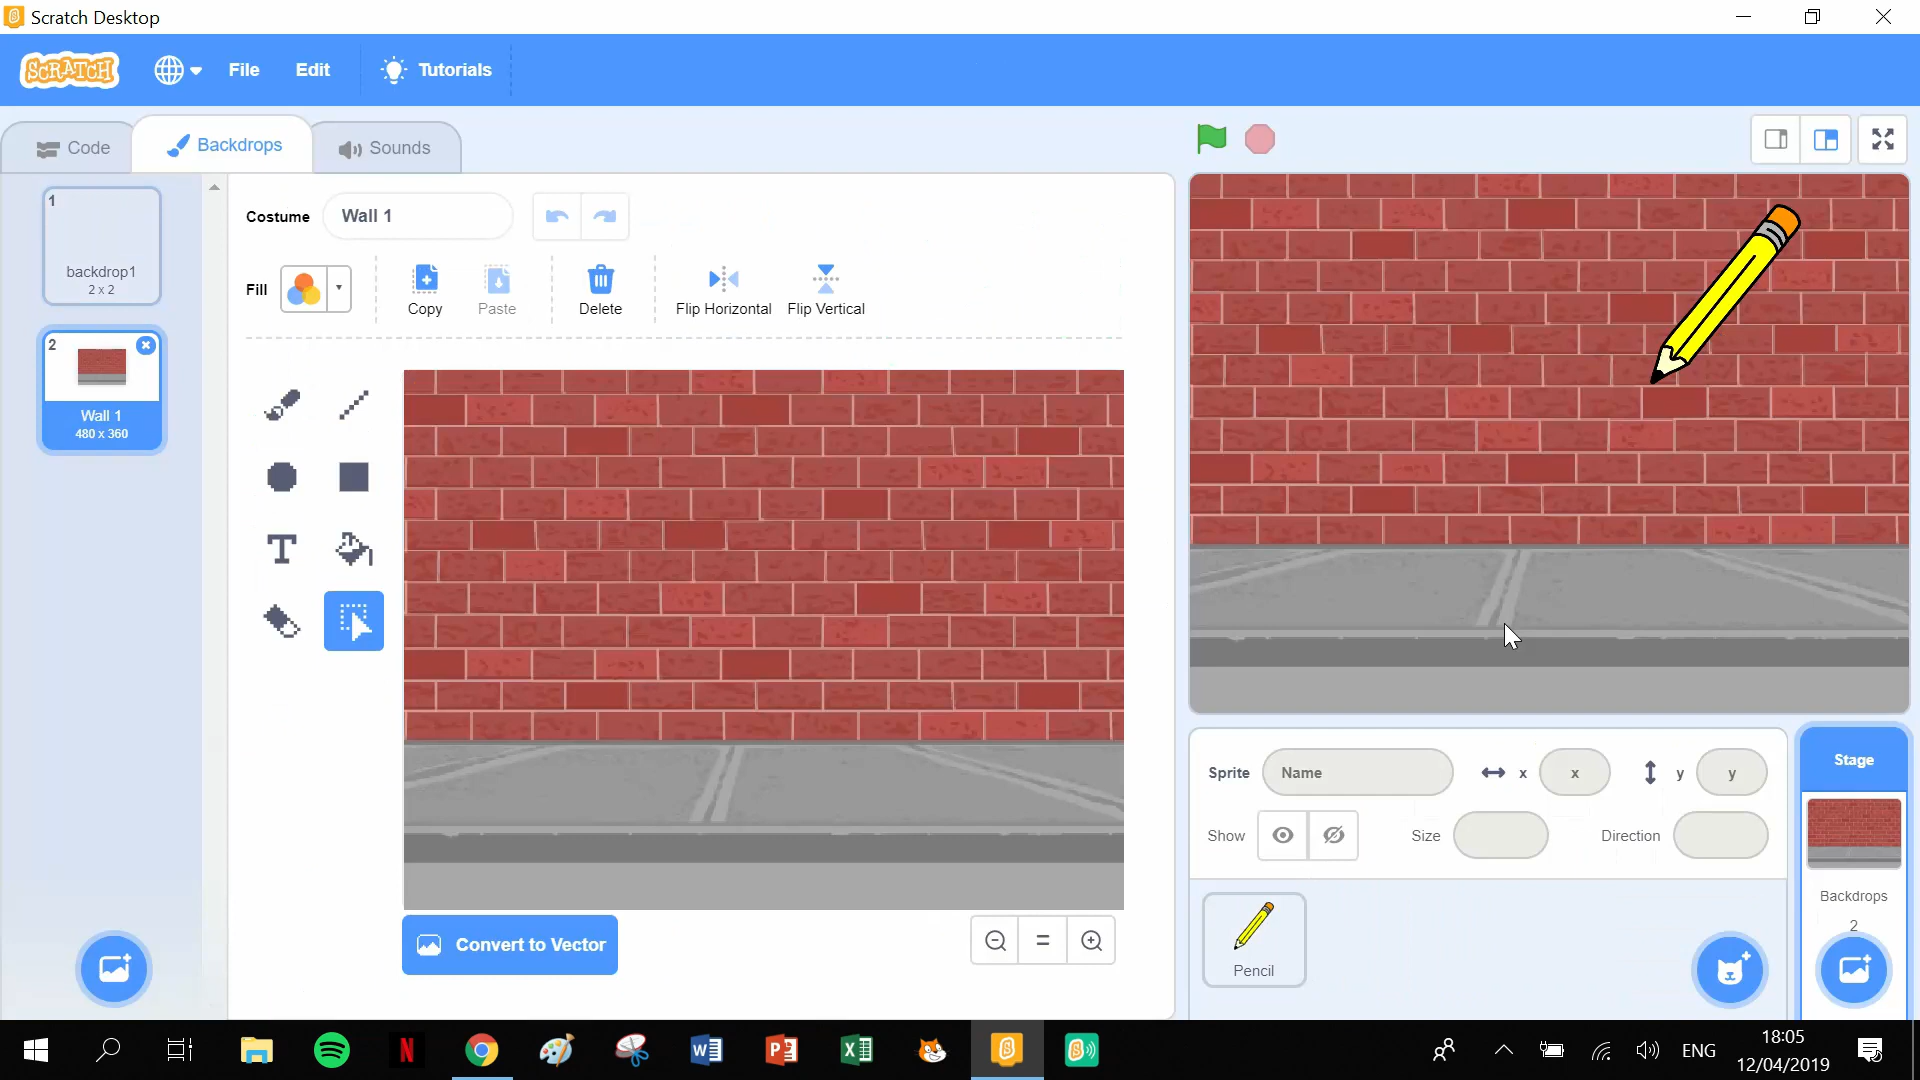 Scratch Desktop
SCRATCH File Edit Tutorials
Code Backdrops Sounds
1
backdrop1
2 x 2
2
Wall 1
480 x 360
Costume Wall 1
Fill Copy Paste Delete Flip Horizontal Flip Vertical
T
Convert to Vector
Sprite Name x x y y
Show Size Direction
Pencil
Stage
Backdrops
2
N W P X ENG
18:05
12/04/2019